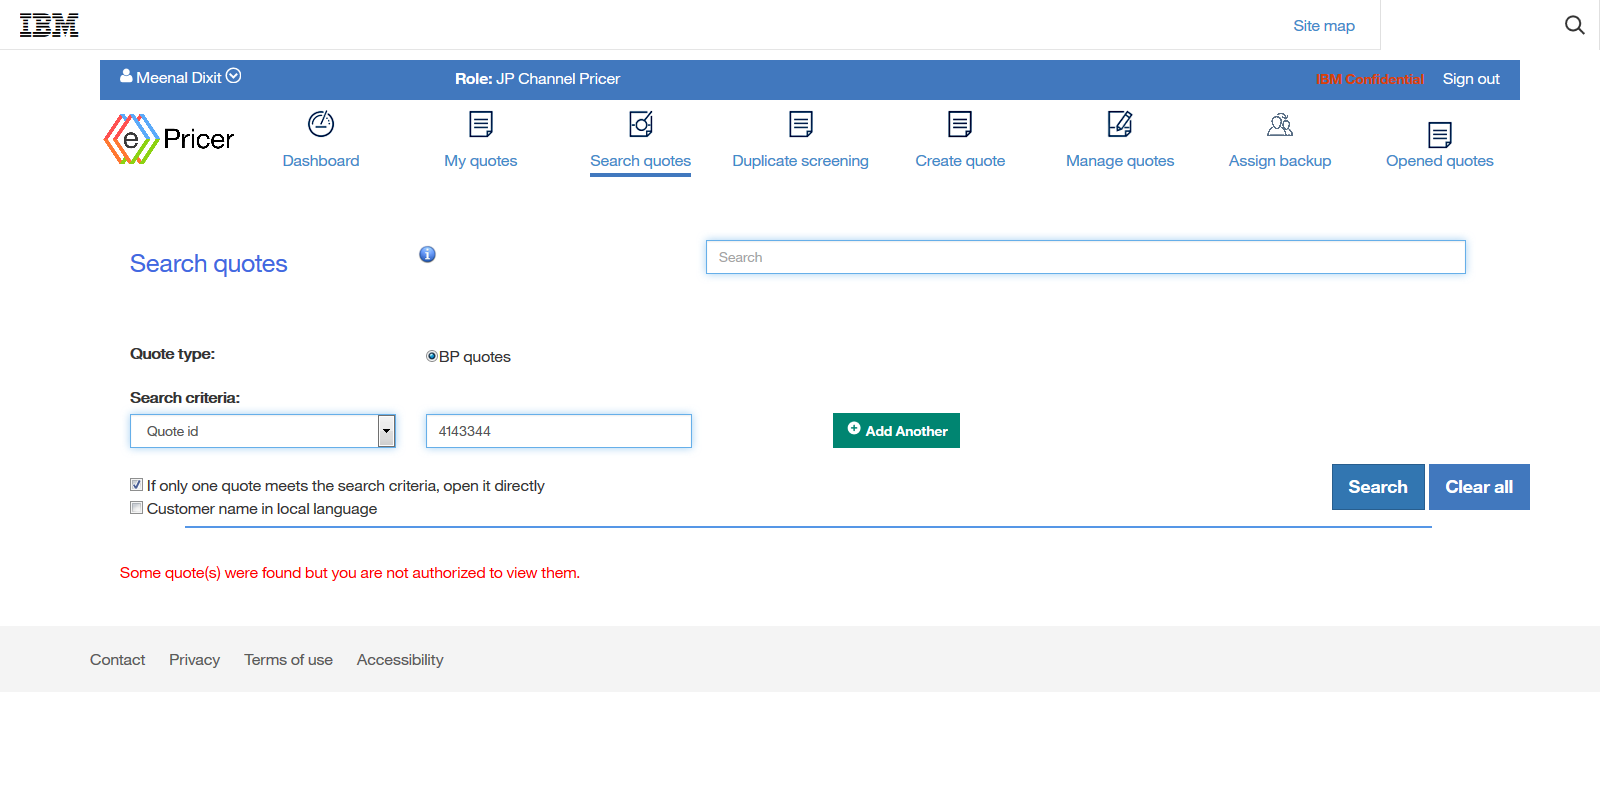 IBM
Site map
Meenal Dixit
Role: JP Channel Pricer
IBM Confidential
Sign out
e Pricer
Dashboard
My quotes
Search quotes
Duplicate screening
Create quote
Manage quotes
Assign backup
Opened quotes
Search quotes
i
Search
Quote type:
BP quotes
Search criteria:
Quote id
4143344
Add Another
If only one quote meets the search criteria, open it directly
Customer name in local language
Search
Clear all
Some quote(s) were found but you are not authorized to view them.
Contact
Privacy
Terms of use
Accessibility